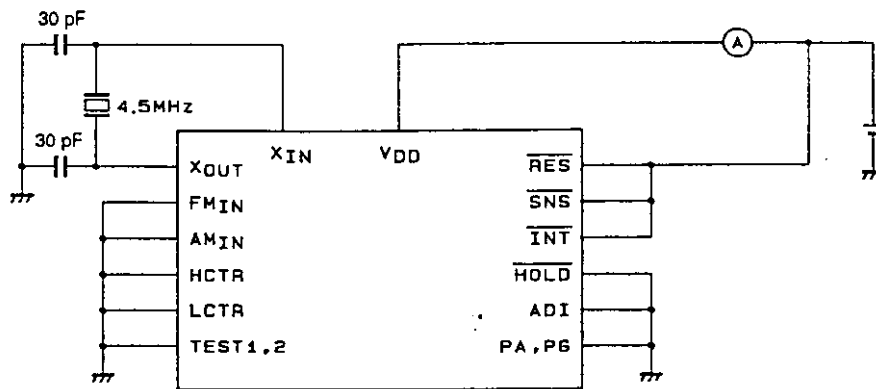 30 pF
4.5MHz
30 pF
A
XIN
VDD
XOUT
FMIN
AMIN
HCTR
LCTR
TEST1,2
RES
SNS
INT
HOLD
ADI
PA,PG